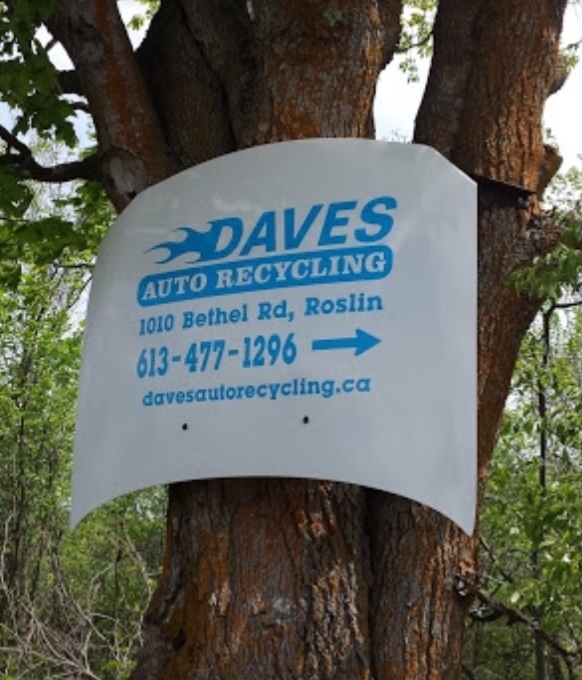 DAVES
AUTO RECYCLING
1010 Bethel Rd, Roslin
613-477-1296
davesautorecycling.ca